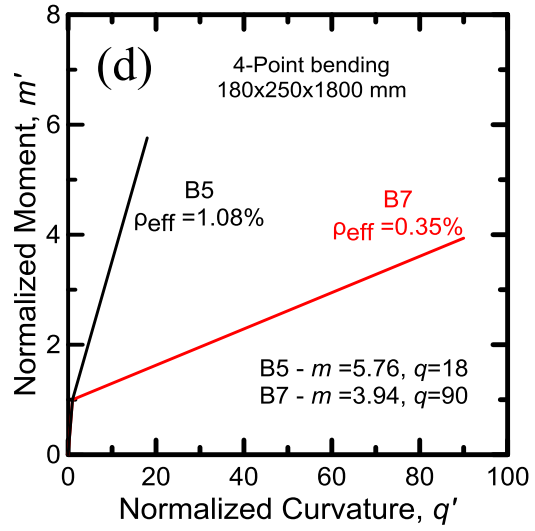 (d)
4-Point bending
180x250x1800 mm
B5
ρeff =1.08%
B7
ρeff =0.35%
B5 - m =5.76, q=18
B7 - m =3.94, q=90
Normalized Moment, m'
8
6
4
2
0
0 20 40 60 80 100
Normalized Curvature, q'